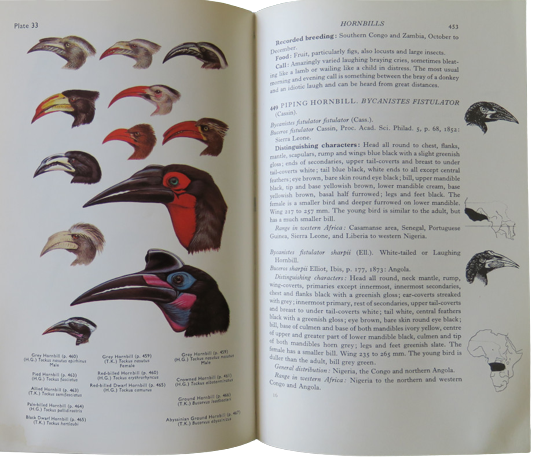 Plate 33
Grey Hornbill (p. 460)
(H.G.) Tockus nasutus epirhinus
Male
Grey Hornbill (p. 459)
(T.K.) Tockus nasutus
Female
Grey Hornbill (p. 459)
(H.G.) Tockus nasutus nasutus
Male
Pied Hornbill (p. 463)
(H.G.) Tockus fasciatus
Red-billed Hornbill (p. 461)
(H.G.) Tockus erythrorhynchus
Crowned Hornbill (p. 461)
(H.G.) Tockus alboterminatus
Allied Hornbill (p. 463)
(T.K.) Tockus semifasciatus
Red-billed Dwarf Hornbill (p. 465)
(H.G.) Tockus camurus
Ground Hornbill (p. 466)
(T.K.) Bucorvus leadbeateri
Pale-billed Hornbill (p. 464)
(H.G.) Tockus pallidirostris
Black Dwarf Hornbill (p. 465)
(T.K.) Tockus hartlaubi
Abyssinian Ground Hornbill (p. 467)
(T.K.) Bucorvus abyssinicus
HORNBILLS
453
Recorded breeding: Southern Congo and Zambia, October to
December.
Food: Fruit, particularly figs, also locusts and large insects.
Call: Amazingly varied laughing braying cries, sometimes bleat-
ing like a lamb or wailing like a child in distress. The most usual
morning and evening call is something between the bray of a donkey
and an idiotic laugh and can be heard from great distances.
440 PIPING HORNBILL. BYCANISTES FISTULATOR
(Cassin).
Bycanistes fistulator fistulator (Cass.).
Buceros fistulator Cassin, Proc. Acad. Sci. Philad. 5, p. 68, 1852:
Sierra Leone.
Distinguishing characters: Head all round to chest, flanks,
mantle, scapulars, rump and wings blue black with a slight greenish
gloss; ends of secondaries, upper tail-coverts and breast to under
tail-coverts white; tail blue black, white ends to all except central
feathers; eye brown, bare skin round eye black; bill, upper mandible
black, tip and base yellowish brown, lower mandible cream, base
yellowish brown, basal half furrowed; legs and feet black. The
female is a smaller bird and deeper furrowed on lower mandible.
Wing 217 to 257 mm. The young bird is similar to the adult, but
has a much smaller bill.
Range in western Africa: Casamanse area, Senegal, Portuguese
Guinea, Sierra Leone, and Liberia to western Nigeria.
Bycanistes fistulator sharpii (Ell.). White-tailed or Laughing
Hornbill.
Buceros sharpii Elliot, Ibis, p. 177, 1873: Angola.
Distinguishing characters: Head all round, neck mantle, rump,
wing-coverts, primaries except innermost, innermost secondaries,
chest and flanks black with a greenish gloss; ear-coverts streaked
with grey; innermost primary, rest of secondaries, upper tail-coverts
and breast to under tail-coverts white; tail white, central feathers
black with a greenish gloss; eye brown, bare skin round eye black;
bill, base of culmen and base of both mandibles ivory yellow, centre
of upper and greater part of lower mandible black, culmen and tip
of both mandibles horn grey; legs and feet greenish slate. The
female has a smaller bill. Wing 235 to 263 mm. The young bird is
duller than the adult, bill grey green.
General distribution: Nigeria, the Congo and northern Angola.
Range in western Africa: Nigeria to the northern and western
Congo and Angola.